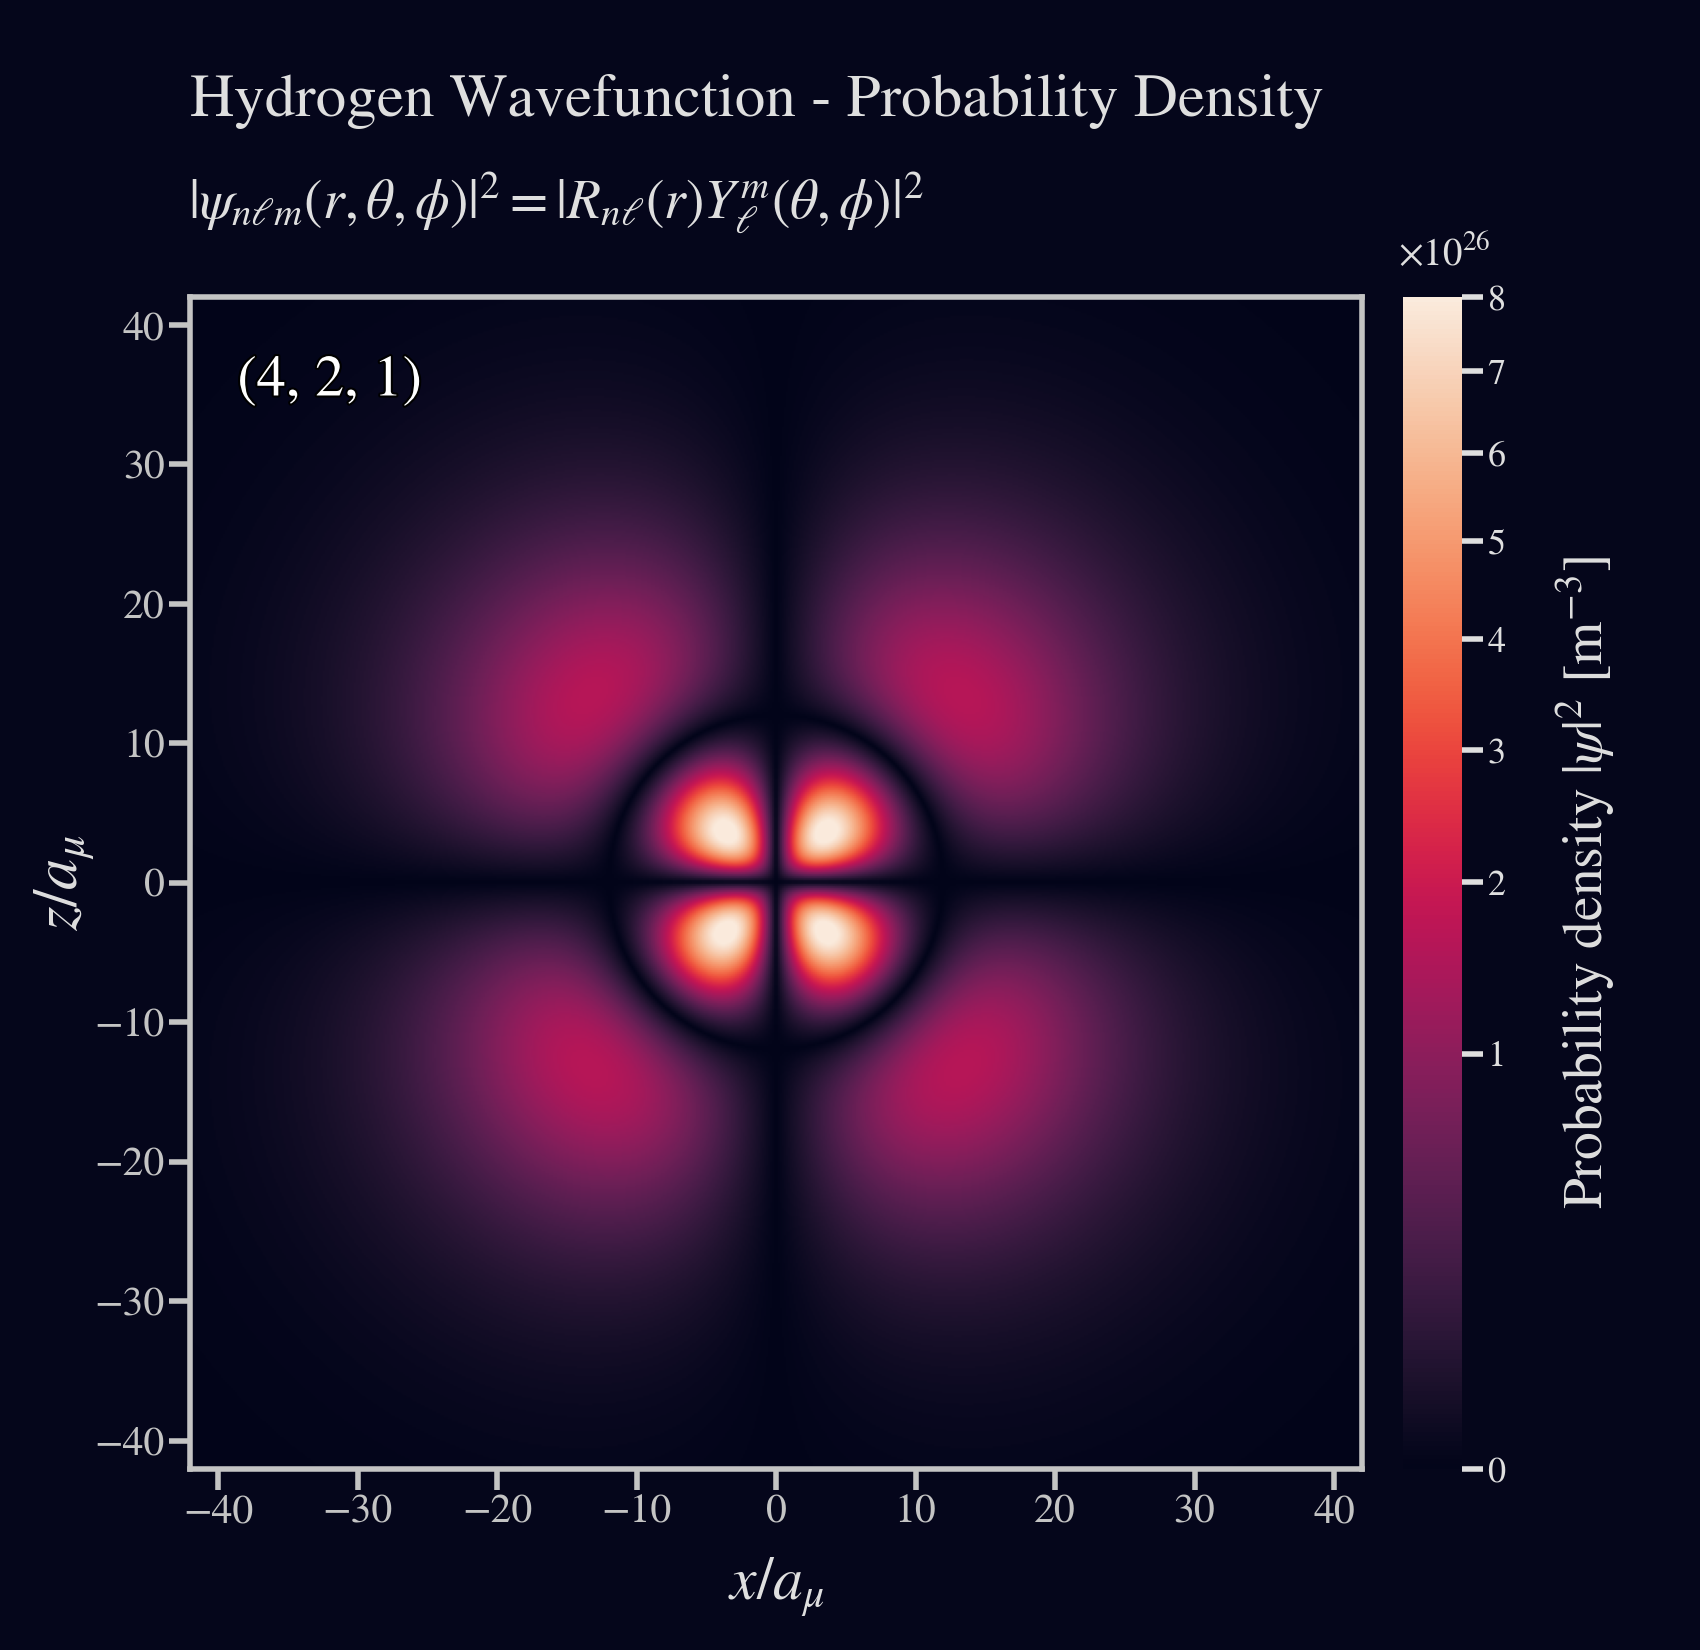 Hydrogen Wavefunction - Probability Density
|ψₙℓₘ(r, θ, ϕ)|² = |Rₙℓ(r)Yℓᵐ(θ, ϕ)|²
×10²⁶
(4, 2, 1)
z/aμ
40
30
20
10
0
−10
−20
−30
−40
−40 −30 −20 −10 0 10 20 30 40
x/aμ
8
7
6
5
4
3
2
1
0
Probability density |ψ|² [m⁻³]